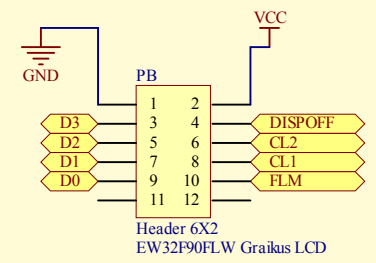 VCC
GND
PB
1 2
D3 3 4 DISPOFF
D2 5 6 CL2
D1 7 8 CL1
D0 9 10 FLM
11 12
Header 6X2
EW32F90FLW Graikus LCD